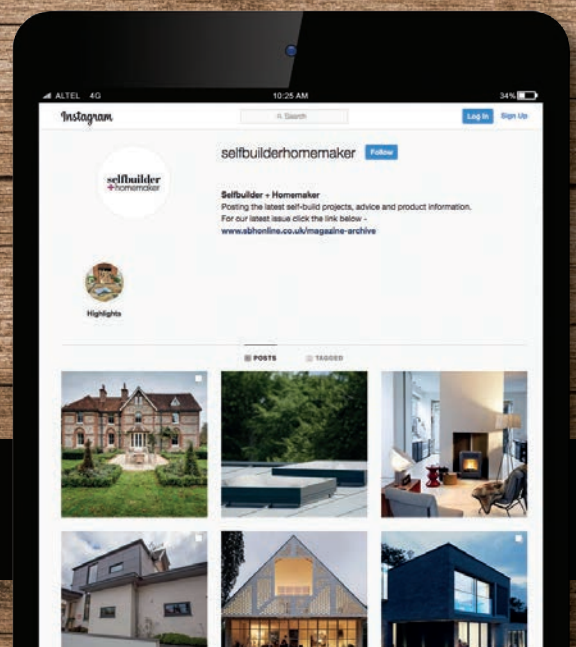 ALTEL 4G 10:25 AM 34%
Instagram Search Log In Sign Up
selfbuilderhomemaker Follow
selfbuilder
+homemaker
Selfbuilder + Homemaker
Posting the latest self-build projects, advice and product information.
For our latest issue click the link below -
www.sbhonline.co.uk/magazine-archive
Highlights
POSTS TAGGED